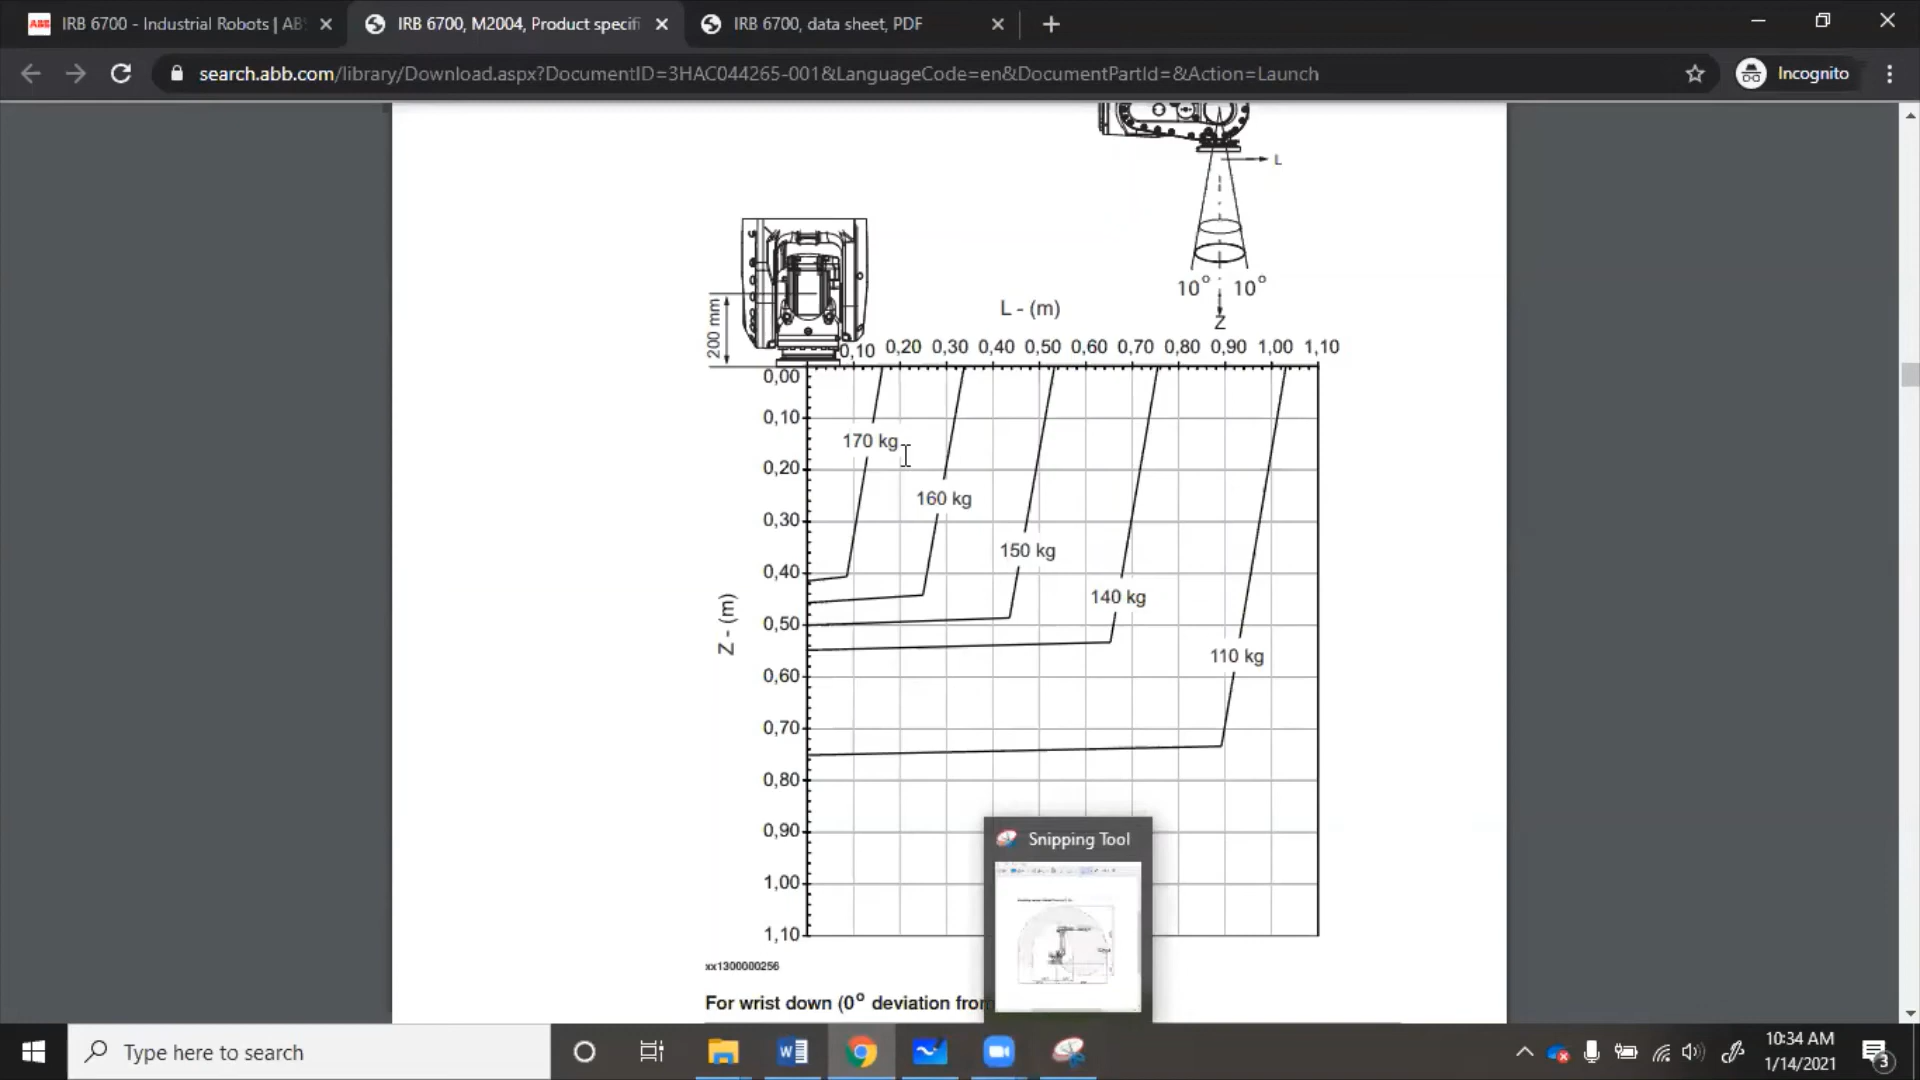 IRB 6700 - Industrial Robots | AB
IRB 6700, M2004, Product specifi
IRB 6700, data sheet, PDF
search.abb.com/library/Download.aspx?DocumentID=3HAC044265-001&LanguageCode=en&DocumentPartId=&Action=Launch
Incognito
L
10° 10°
Z
200 mm
L - (m)
0,10 0,20 0,30 0,40 0,50 0,60 0,70 0,80 0,90 1,00 1,10
0,00
0,10
170 kg
0,20
160 kg
0,30
150 kg
0,40
140 kg
Z - (m)
0,50
110 kg
0,60
0,70
0,80
0,90
1,00
1,10
Snipping Tool
xx1300000256
For wrist down (0° deviation from
Type here to search
10:34 AM
1/14/2021
3